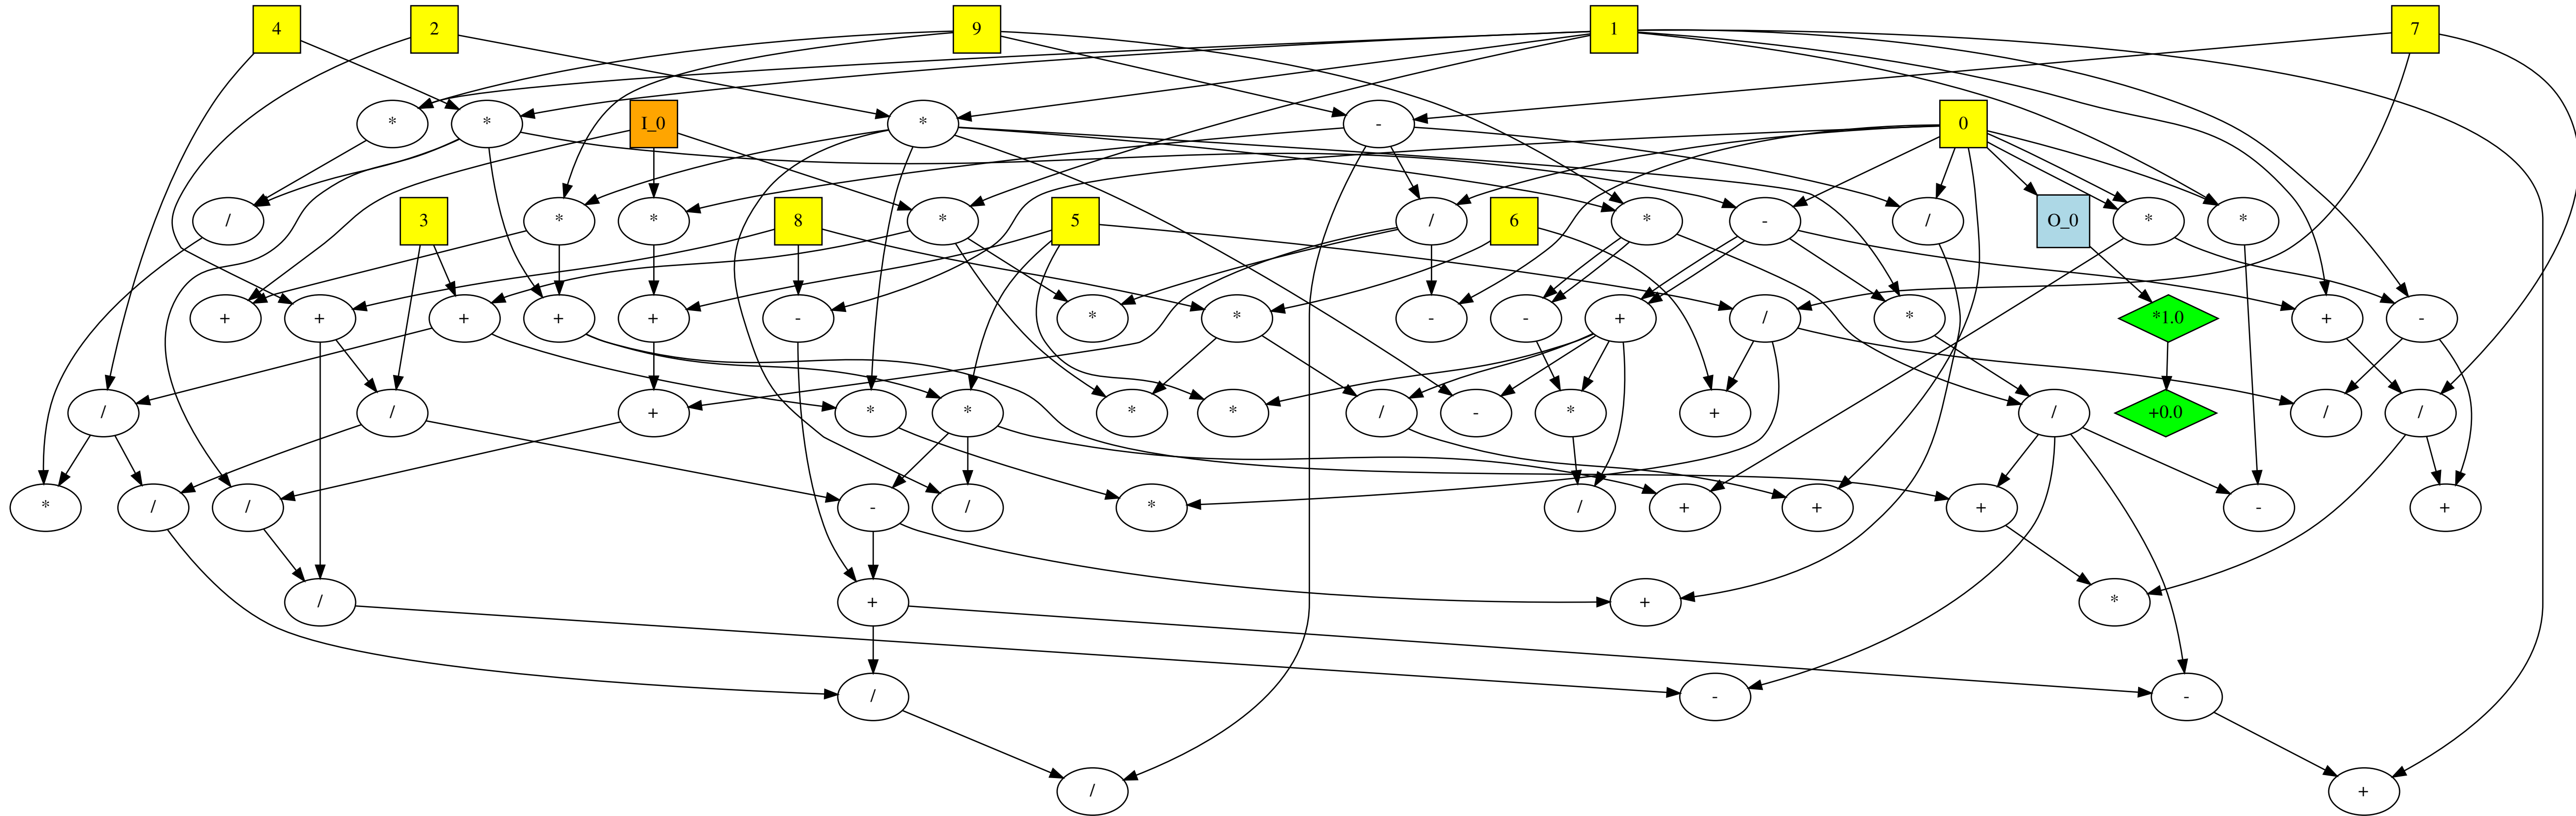 4 2 9 1 7
* * I_0 * - 0
/ 3 * * 8 * 5 / 6 * - / O_0 * *
+ + + + + - * * - - + / * *1.0 + -
/ / + * * * * / - * + / +0.0 / /
* / / - / * / + + + - +
/ + + *
/ - -
/ +